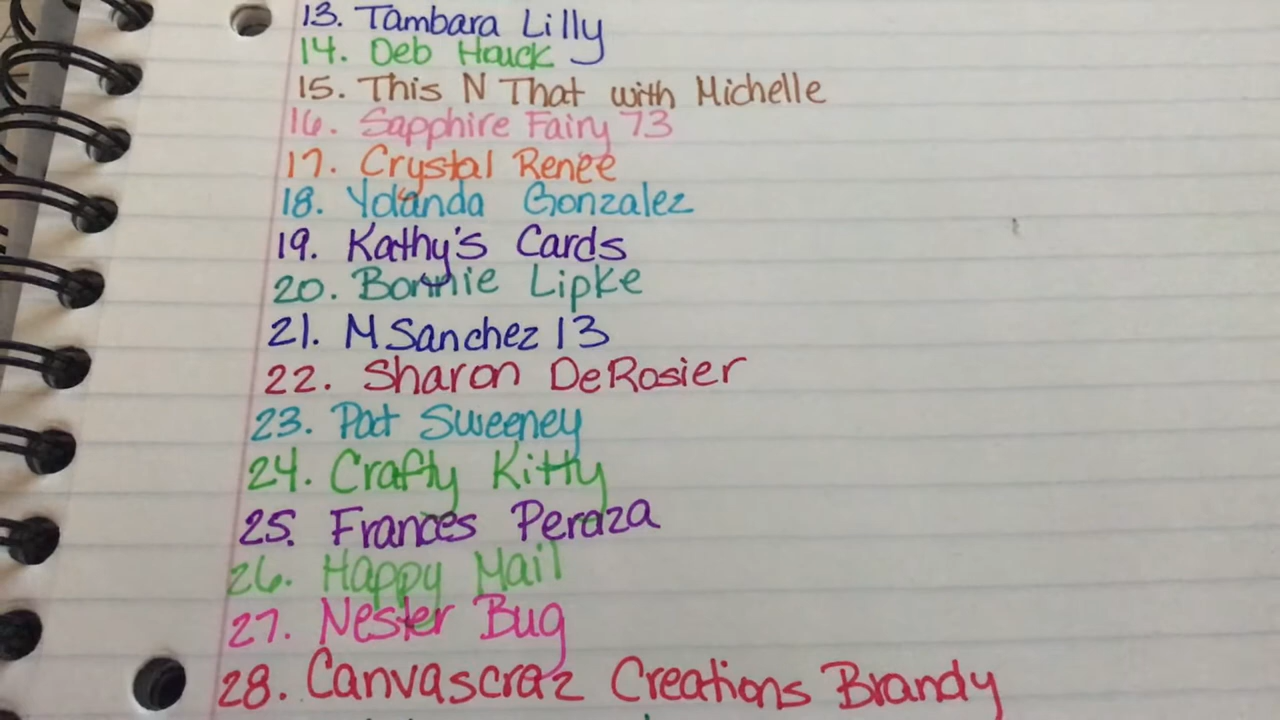 13. Tambara Lilly
14. Deb Hauck
15. This N That with Michelle
16. Sapphire Fairy 73
17. Crystal Renee
18. Yolanda Gonzalez
19. Kathy's Cards
20. Bonnie Lipke
21. MSanchez 13
22. Sharon DeRosier
23. Pat Sweeney
24. Crafty Kitty
25. Frances Peraza
26. Happy Mail
27. Nester Bug
28. Canvascraz Creations Brandy